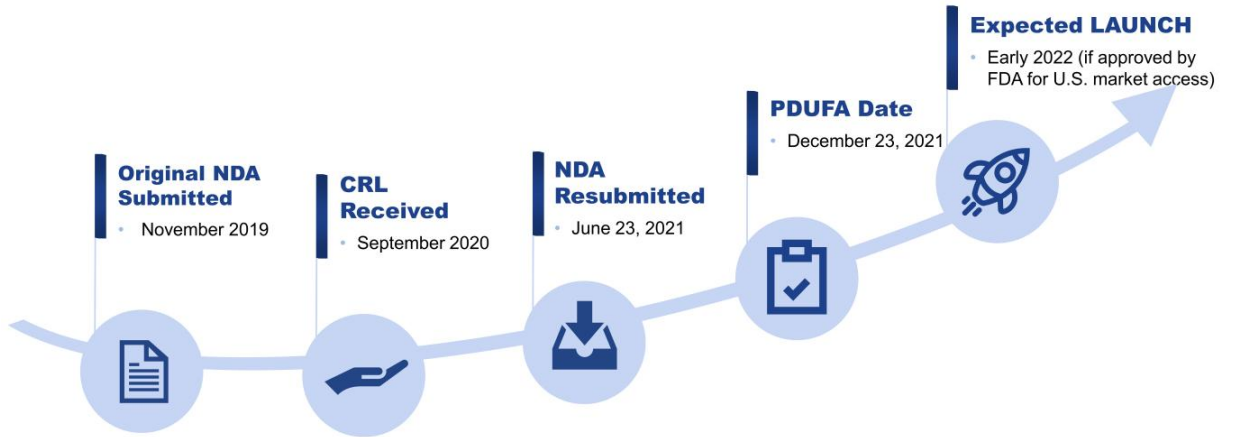 Original NDA
Submitted
• November 2019
CRL
Received
• September 2020
NDA
Resubmitted
• June 23, 2021
PDUFA Date
• December 23, 2021
Expected LAUNCH
• Early 2022 (if approved by
FDA for U.S. market access)